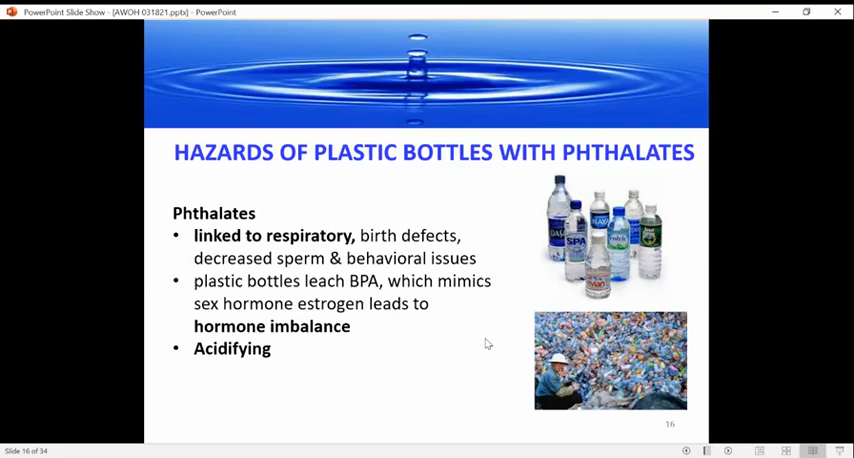 PowerPoint Slide Show - [AWOH 031821.pptx] - PowerPoint
HAZARDS OF PLASTIC BOTTLES WITH PHTHALATES
Phthalates
• linked to respiratory, birth defects,
decreased sperm & behavioral issues
• plastic bottles leach BPA, which mimics
sex hormone estrogen leads to
hormone imbalance
• Acidifying
SPA
evian
16
Slide 16 of 34